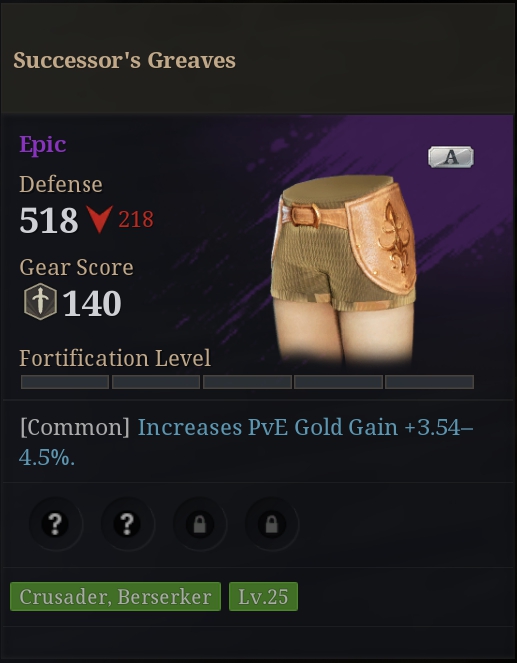 Successor's Greaves
Epic
A
Defense
518 218
Gear Score
140
Fortification Level
[Common] Increases PvE Gold Gain +3.54–
4.5%.
? ?
Crusader, Berserker Lv.25